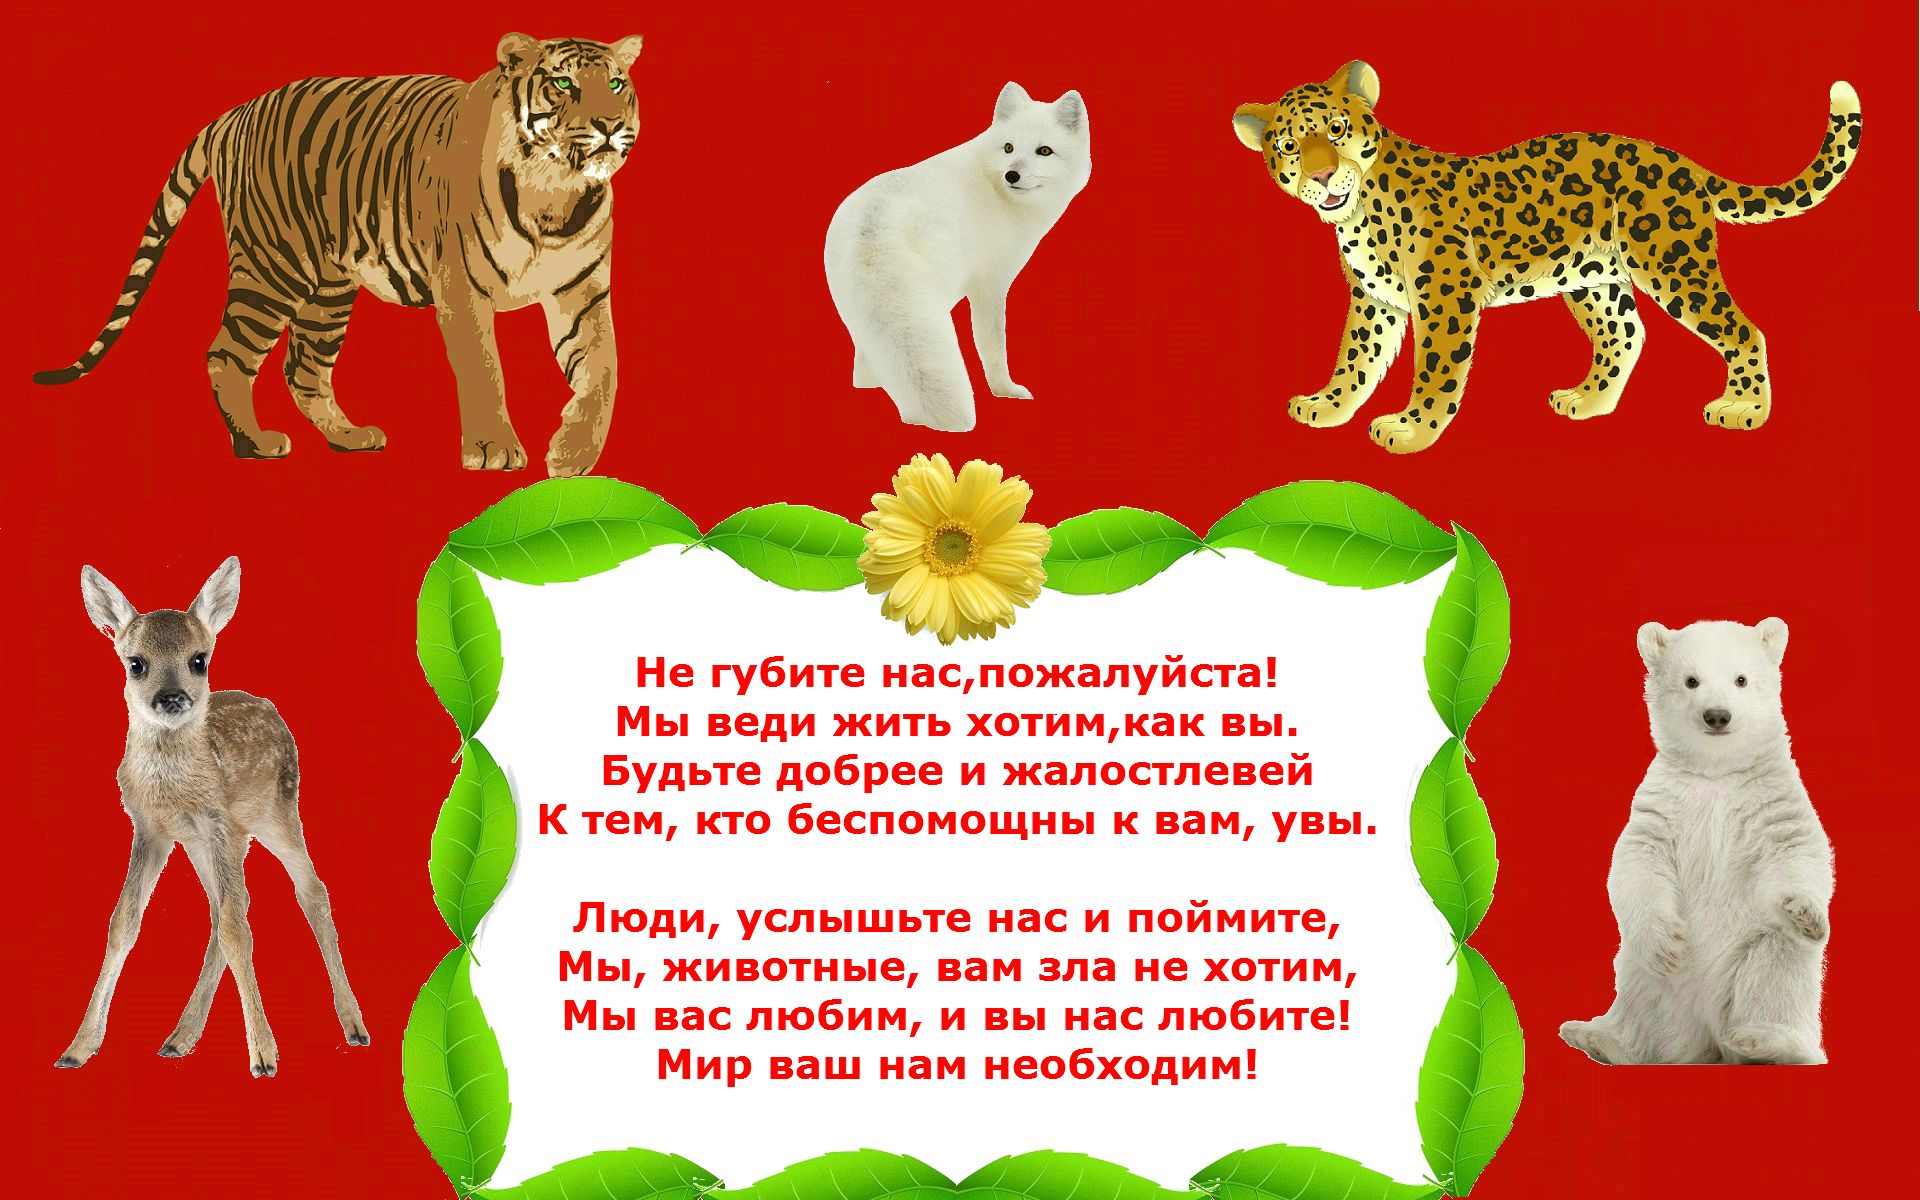 Не губите нас,пожалуйста!
Мы веди жить хотим,как вы.
Будьте добрее и жалостлевей
К тем, кто беспомощны к вам, увы.
Люди, услышьте нас и поймите,
Мы, животные, вам зла не хотим,
Мы вас любим, и вы нас любите!
Мир ваш нам необходим!